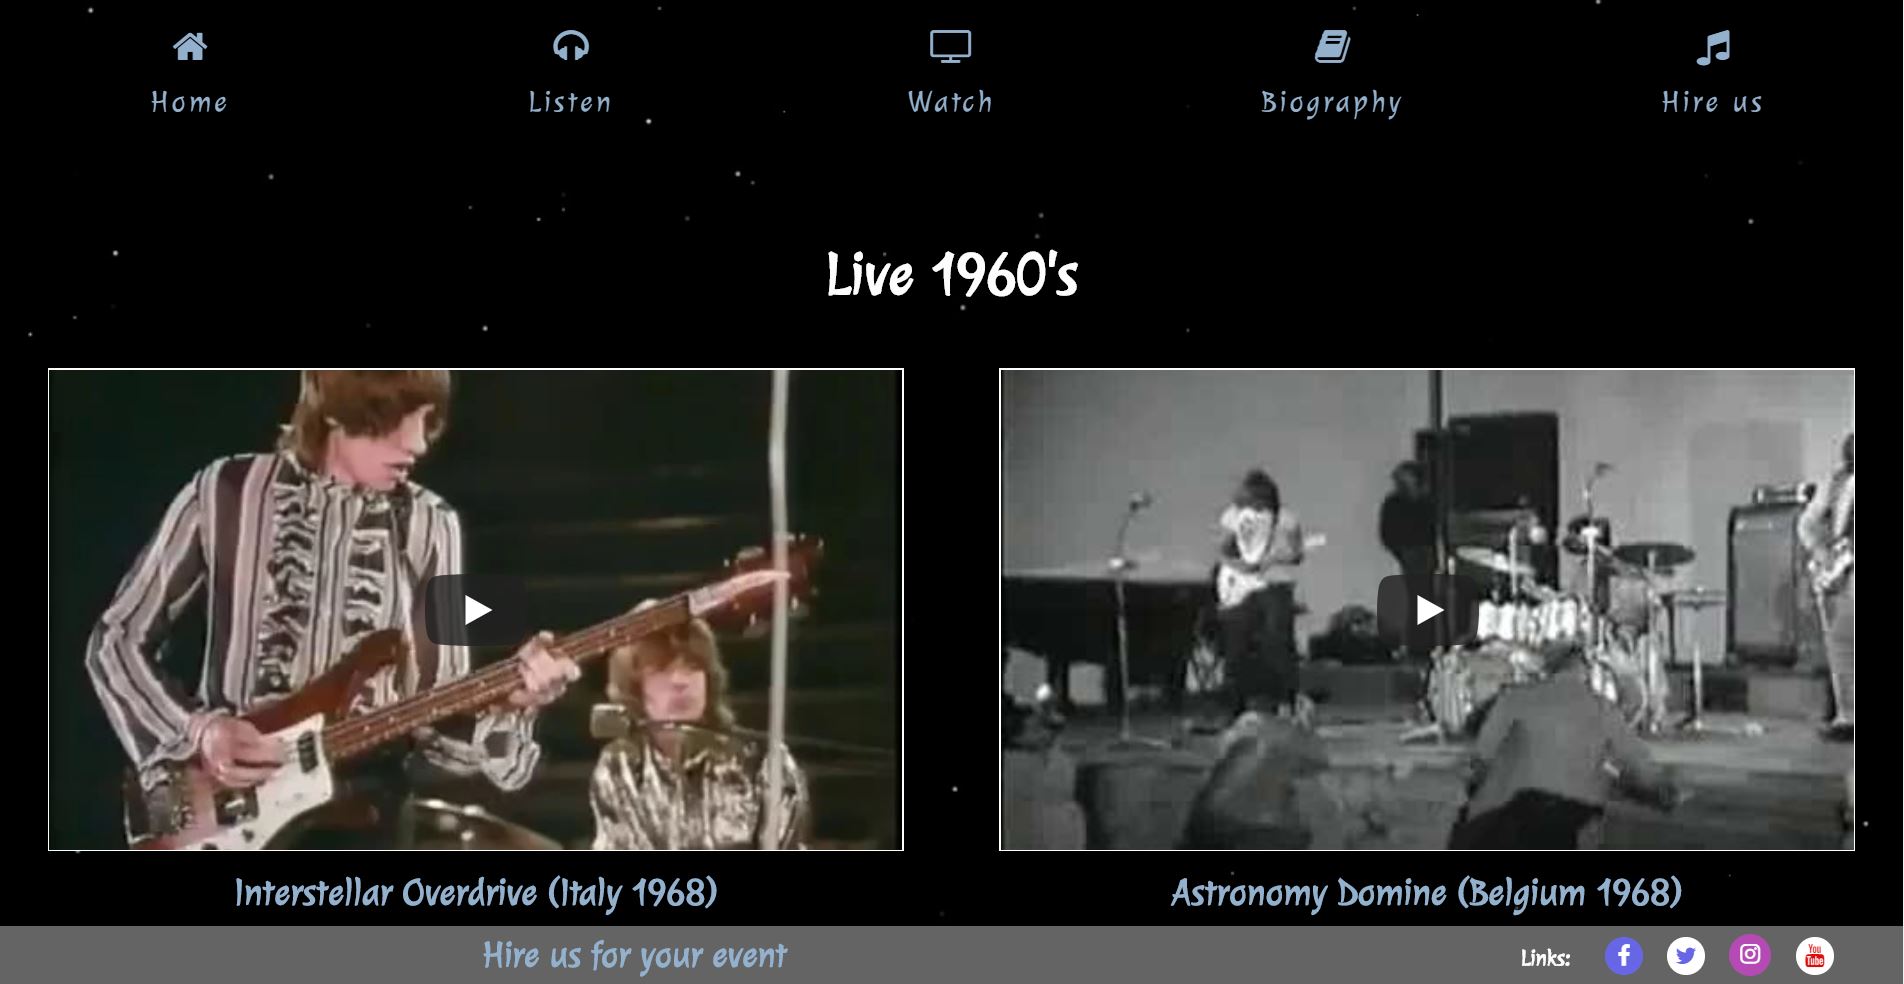 Home
Listen
Watch
Biography
Hire us
Live 1960's
Interstellar Overdrive (Italy 1968)
Astronomy Domine (Belgium 1968)
Hire us for your event
Links:
You
Tube